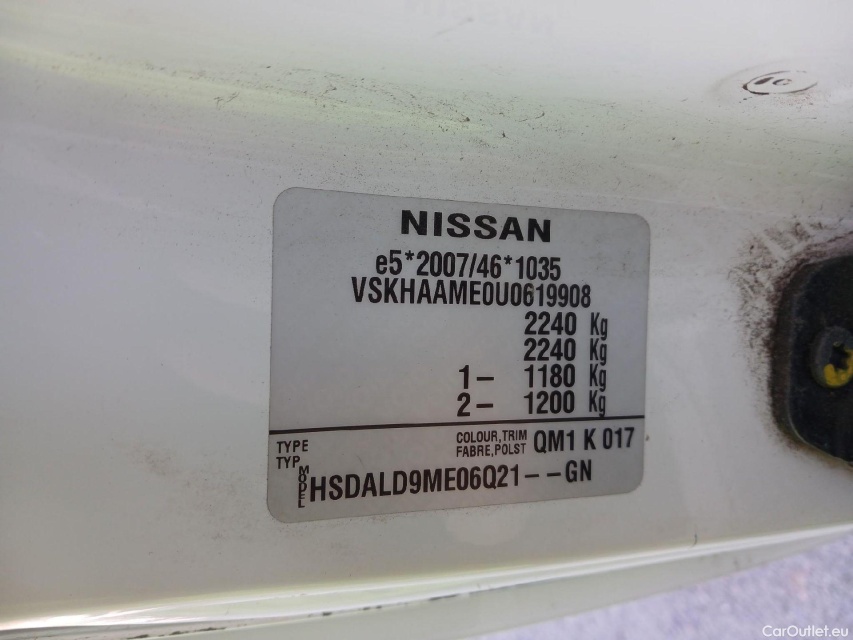 NISSAN
e5*2007/46*1035
VSKHAAME0U0619908
2240 Kg
2240 Kg
1- 1180 Kg
2- 1200 Kg
TYPE
TYP
COLOUR,TRIM
FABRE,POLST
QM1 K 017
MODEL
HSDALD9ME06Q21--GN
CarOutlet.eu